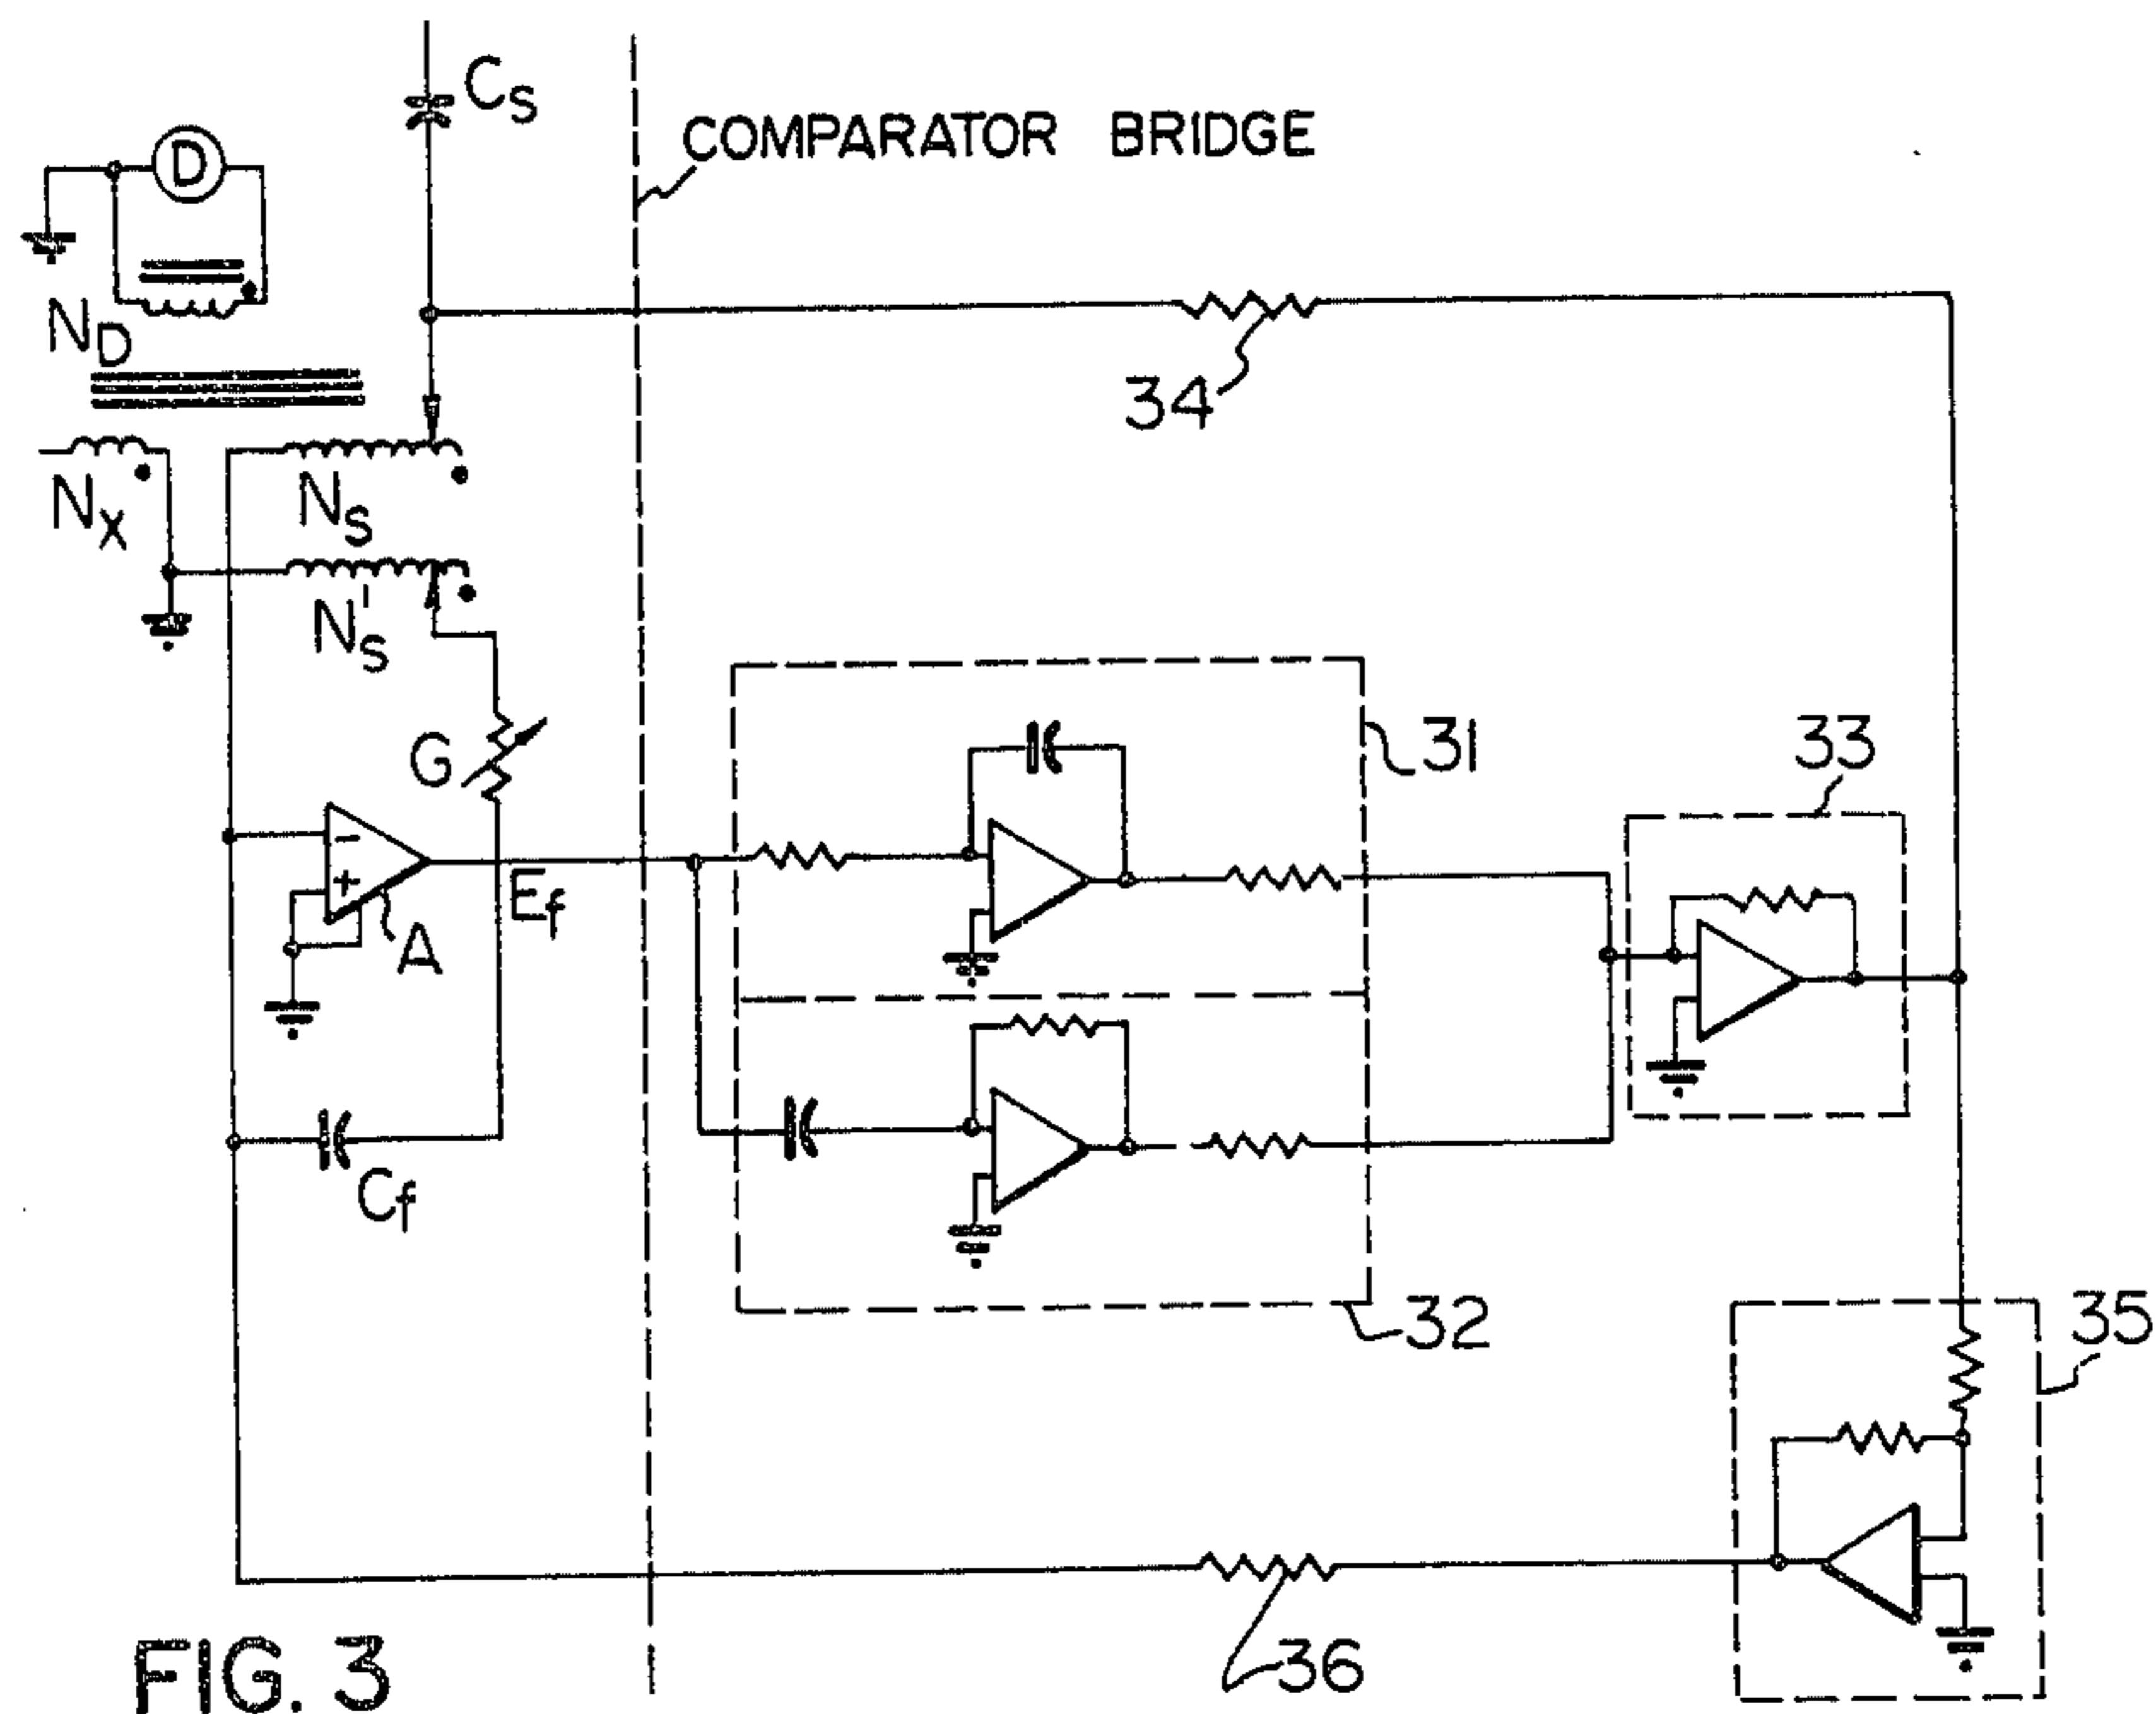 Cs
COMPARATOR BRIDGE
D
ND
34
Nx
Ns
N's
G
31
33
-
+
Ef
A
Cf
32
35
36
FIG. 3